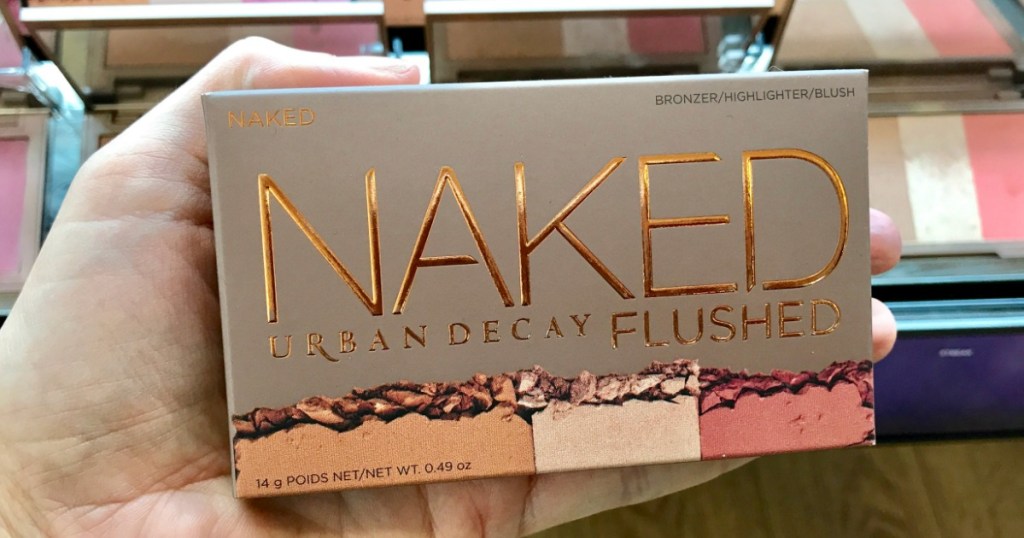 NAKED
BRONZER/HIGHLIGHTER/BLUSH
NAKED
URBAN DECAY FLUSHED
14 g POIDS NET/NET WT. 0.49 oz